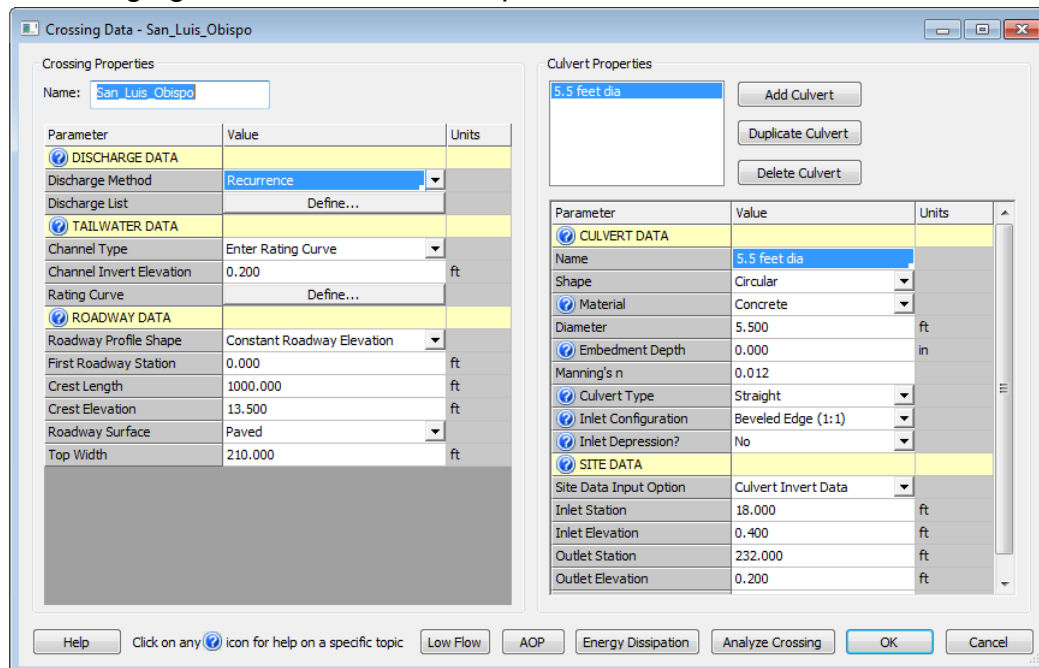 Crossing Data - San_Luis_Obispo
Crossing Properties
Name: San_Luis_Obispo
Parameter Value Units
DISCHARGE DATA
Discharge Method Recurrence
Discharge List Define...
TAILWATER DATA
Channel Type Enter Rating Curve
Channel Invert Elevation 0.200 ft
Rating Curve Define...
ROADWAY DATA
Roadway Profile Shape Constant Roadway Elevation
First Roadway Station 0.000 ft
Crest Length 1000.000 ft
Crest Elevation 13.500 ft
Roadway Surface Paved
Top Width 210.000 ft
Culvert Properties
5.5 feet dia
Add Culvert
Duplicate Culvert
Delete Culvert
Parameter Value Units
CULVERT DATA
Name 5.5 feet dia
Shape Circular
Material Concrete
Diameter 5.500 ft
Embedment Depth 0.000 in
Manning's n 0.012
Culvert Type Straight
Inlet Configuration Beveled Edge (1:1)
Inlet Depression? No
SITE DATA
Site Data Input Option Culvert Invert Data
Inlet Station 18.000 ft
Inlet Elevation 0.400 ft
Outlet Station 232.000 ft
Outlet Elevation 0.200 ft
Help Click on any icon for help on a specific topic Low Flow AOP Energy Dissipation Analyze Crossing OK Cancel